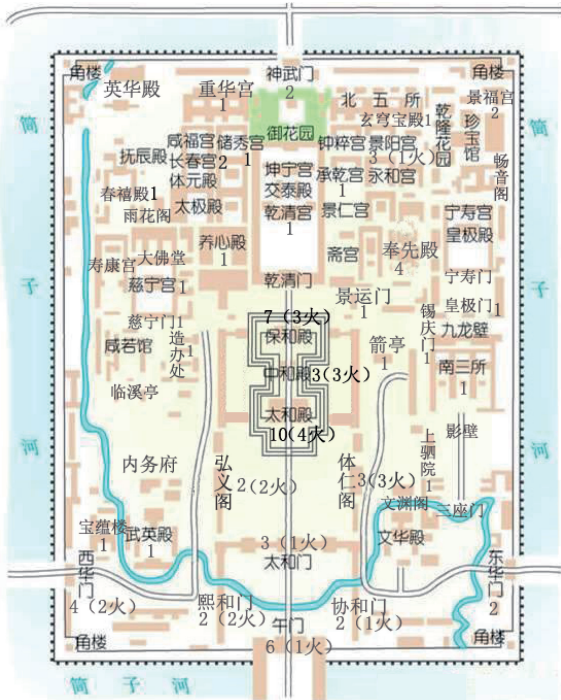 角楼
神武门
2
角楼
英华殿
重华宫
1
北五所
景福宫
2
玄穹宝殿1
乾隆花园
珍宝馆
畅音阁
御花园
咸福宫
储秀宫
1
钟粹宫
景阳宫
3(1火)
抚辰殿
长春宫2
体元殿
太极殿
坤宁宫
交泰殿
乾清宫
1
承乾宫
1
永和宫
景仁宫
春禧殿1
雨花阁
宁寿宫
皇极殿
养心殿
1
斋宫
奉先殿
4
大佛堂
寿康宫
慈宁宫1
乾清门
宁寿门
景运门
1
皇极门1
锡庆门
1
九龙壁
慈宁门1
造办处
1
咸若馆
7(3火)
保和殿
箭亭
1
中和殿3(3火)
南三所
1
临溪亭
太和殿
10(4火)
影壁
上驷院
1
内务府
弘义阁
2(2火)
体仁阁
3(3火)
文渊阁
三座门
宝蕴楼
1
武英殿
1
3(1火)
太和门
文华殿
西华门
4(2火)
东华门
2
熙和门
2(2火)
协和门
2(1火)
午门
6(1火)
角楼
角楼
筒子河
筒子河
筒子河